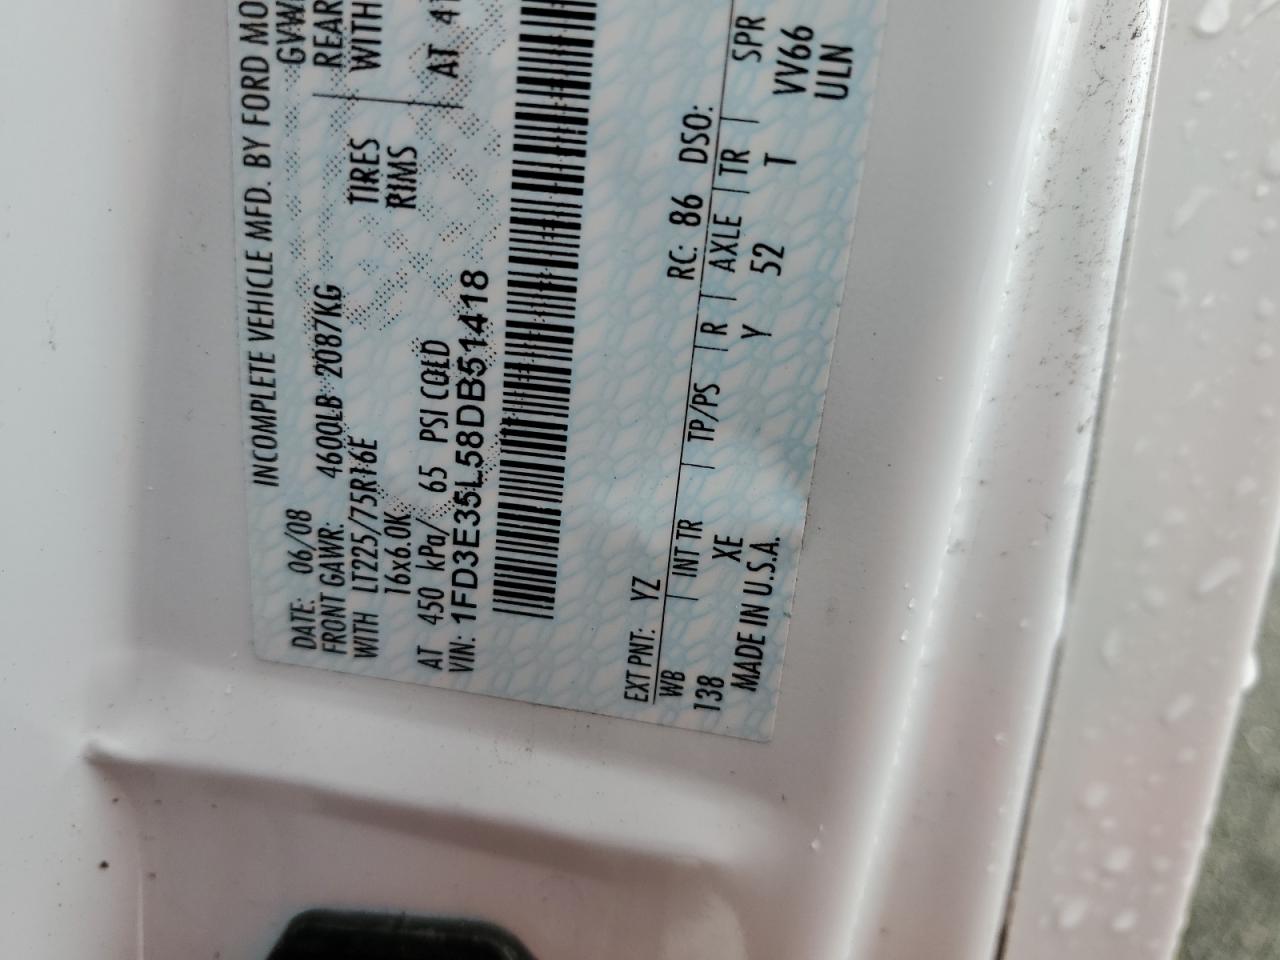 INCOMPLETE VEHICLE MFD. BY FORD MO
DATE: 06/08 GVW
FRONT GAWR: 4600LB 2087KG REAR
WITH LT225/75R16E TIRES WITH
16x6.0K RIMS
AT 450 kPa/ 65 PSI COLD AT 41
VIN: 1FD3E35L58DB51418
EXT PNT: YZ RC: 86 DSO:
WB | INT TR | TP/PS | R | AXLE | TR | SPR
138 XE Y 52 T VV66
MADE IN U.S.A. ULN